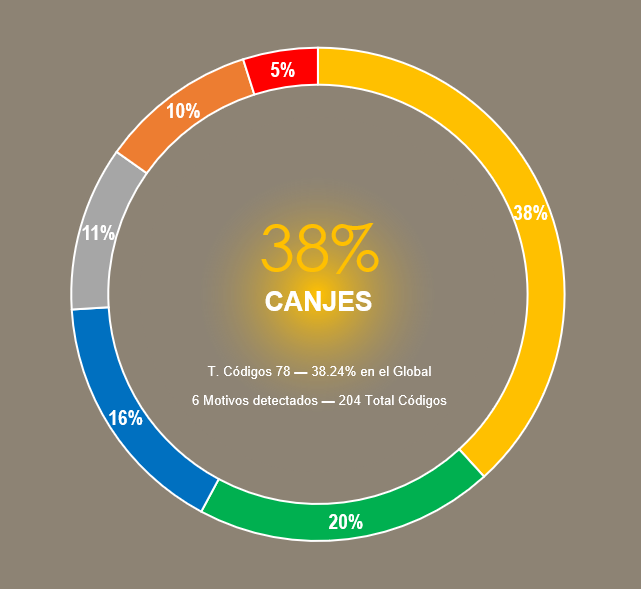 5%
10%
38%
11%
38%
CANJES
T. Códigos 78 — 38.24% en el Global
6 Motivos detectados — 204 Total Códigos
16%
20%